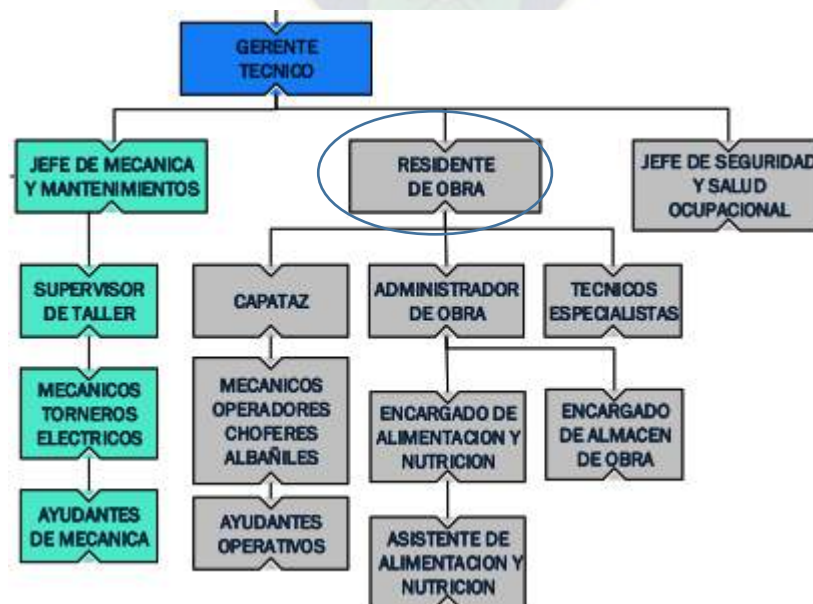 GERENTE
TECNICO
JEFE DE MECANICA
Y MANTENIMIENTOS
RESIDENTE
DE OBRA
JEFE DE SEGURIDAD
Y SALUD
OCUPACIONAL
SUPERVISOR
DE TALLER
CAPATAZ
ADMINISTRADOR
DE OBRA
TECNICOS
ESPECIALISTAS
MECANICOS
TORNEROS
ELECTRICOS
MECANICOS
OPERADORES
CHOFERES
ALBAÑILES
ENCARGADO DE
ALIMENTACION Y
NUTRICION
ENCARGADO
DE ALMACEN
DE OBRA
AYUDANTES
DE MECANICA
AYUDANTES
OPERATIVOS
ASISTENTE DE
ALIMENTACION Y
NUTRICION